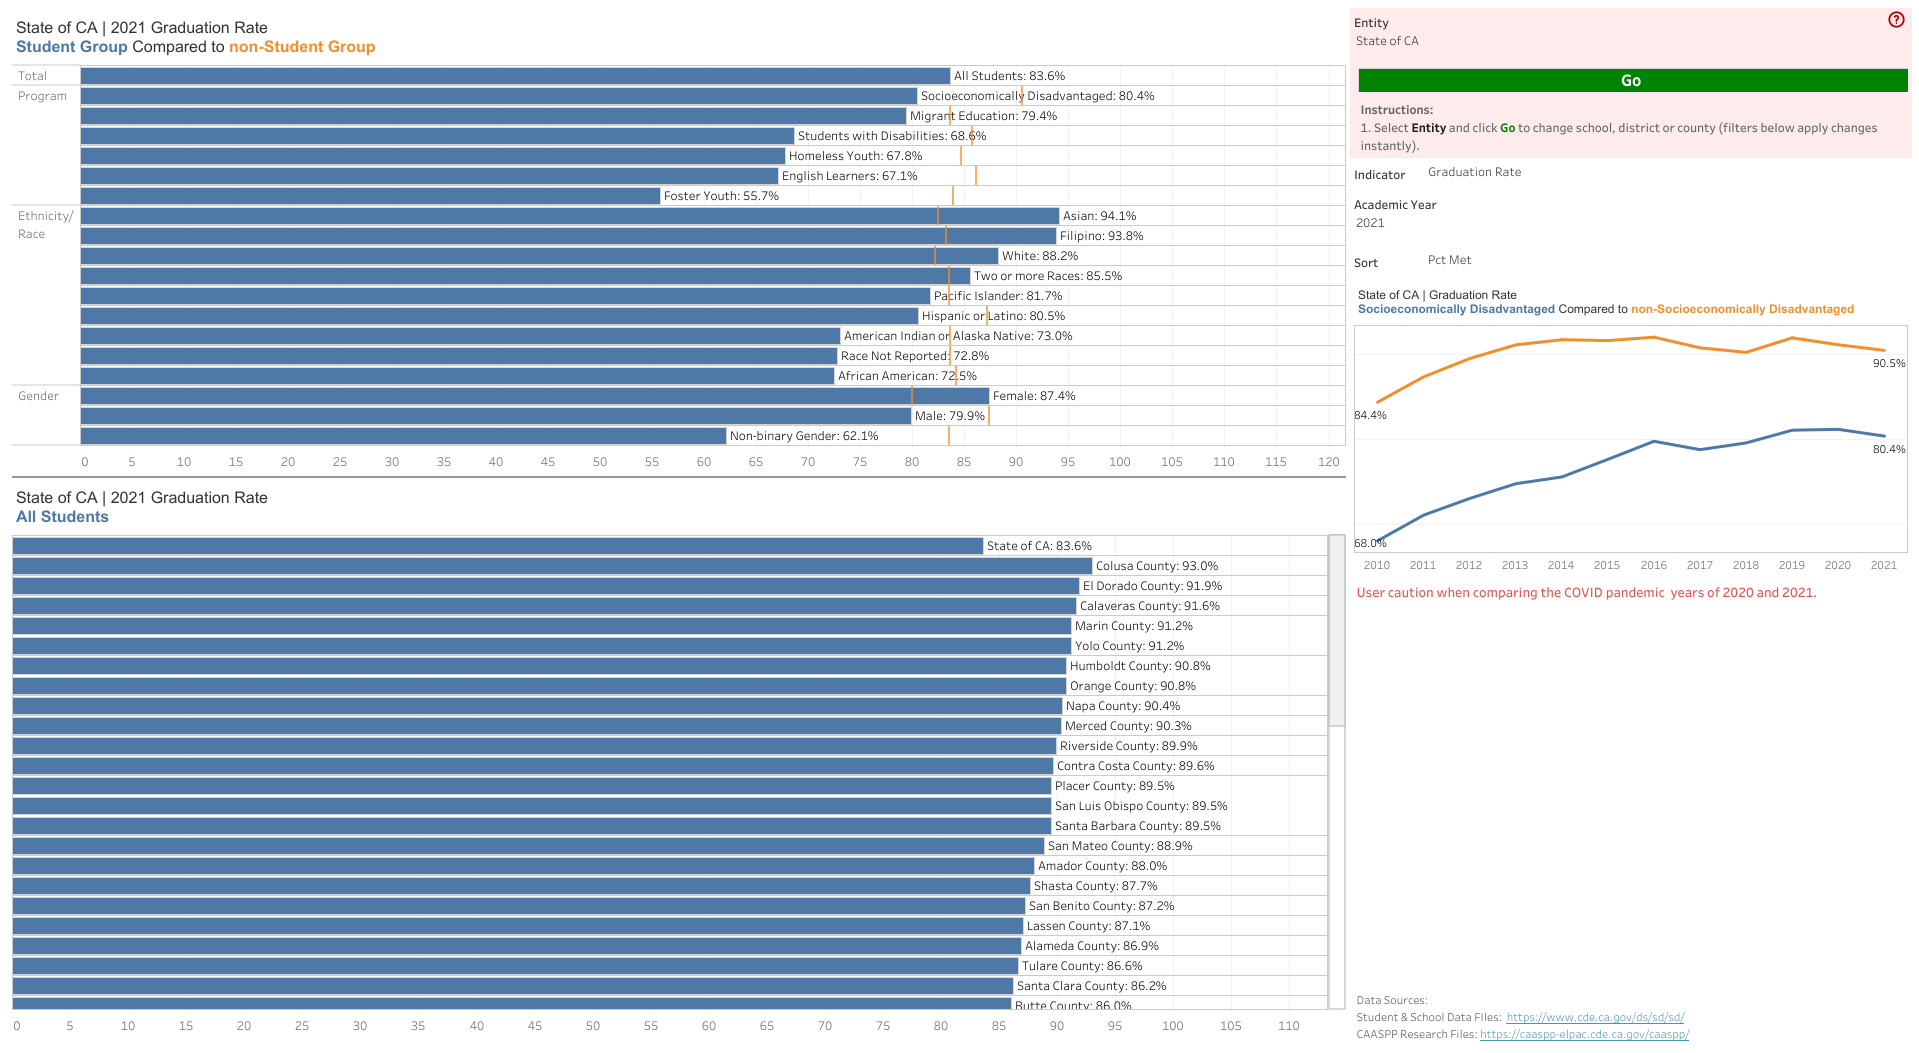 State of CA | 2021 Graduation Rate
Student Group Compared to non-Student Group
Total
All Students: 83.6%
Program
Socioeconomically Disadvantaged: 80.4%
Migrant Education: 79.4%
Students with Disabilities: 68.6%
Homeless Youth: 67.8%
English Learners: 67.1%
Foster Youth: 55.7%
Ethnicity/
Race
Asian: 94.1%
Filipino: 93.8%
White: 88.2%
Two or more Races: 85.5%
Pacific Islander: 81.7%
Hispanic or Latino: 80.5%
American Indian or Alaska Native: 73.0%
Race Not Reported: 72.8%
African American: 72.5%
Gender
Female: 87.4%
Male: 79.9%
Non-binary Gender: 62.1%
0 5 10 15 20 25 30 35 40 45 50 55 60 65 70 75 80 85 90 95 100 105 110 115 120
State of CA | 2021 Graduation Rate
All Students
State of CA: 83.6%
Colusa County: 93.0%
El Dorado County: 91.9%
Calaveras County: 91.6%
Marin County: 91.2%
Yolo County: 91.2%
Humboldt County: 90.8%
Orange County: 90.8%
Napa County: 90.4%
Merced County: 90.3%
Riverside County: 89.9%
Contra Costa County: 89.6%
Placer County: 89.5%
San Luis Obispo County: 89.5%
Santa Barbara County: 89.5%
San Mateo County: 88.9%
Amador County: 88.0%
Shasta County: 87.7%
San Benito County: 87.2%
Lassen County: 87.1%
Alameda County: 86.9%
Tulare County: 86.6%
Santa Clara County: 86.2%
Butte County: 86.0%
0 5 10 15 20 25 30 35 40 45 50 55 60 65 70 75 80 85 90 95 100 105 110
Entity
?
State of CA
Go
Instructions:
1. Select Entity and click Go to change school, district or county (filters below apply changes
instantly).
Indicator Graduation Rate
Academic Year
2021
Sort Pct Met
State of CA | Graduation Rate
Socioeconomically Disadvantaged Compared to non-Socioeconomically Disadvantaged
90.5%
84.4%
80.4%
68.0%
2010 2011 2012 2013 2014 2015 2016 2017 2018 2019 2020 2021
User caution when comparing the COVID pandemic years of 2020 and 2021.
Data Sources:
Student & School Data FIles: https://www.cde.ca.gov/ds/sd/sd/
CAASPP Research Files: https://caaspp-elpac.cde.ca.gov/caaspp/